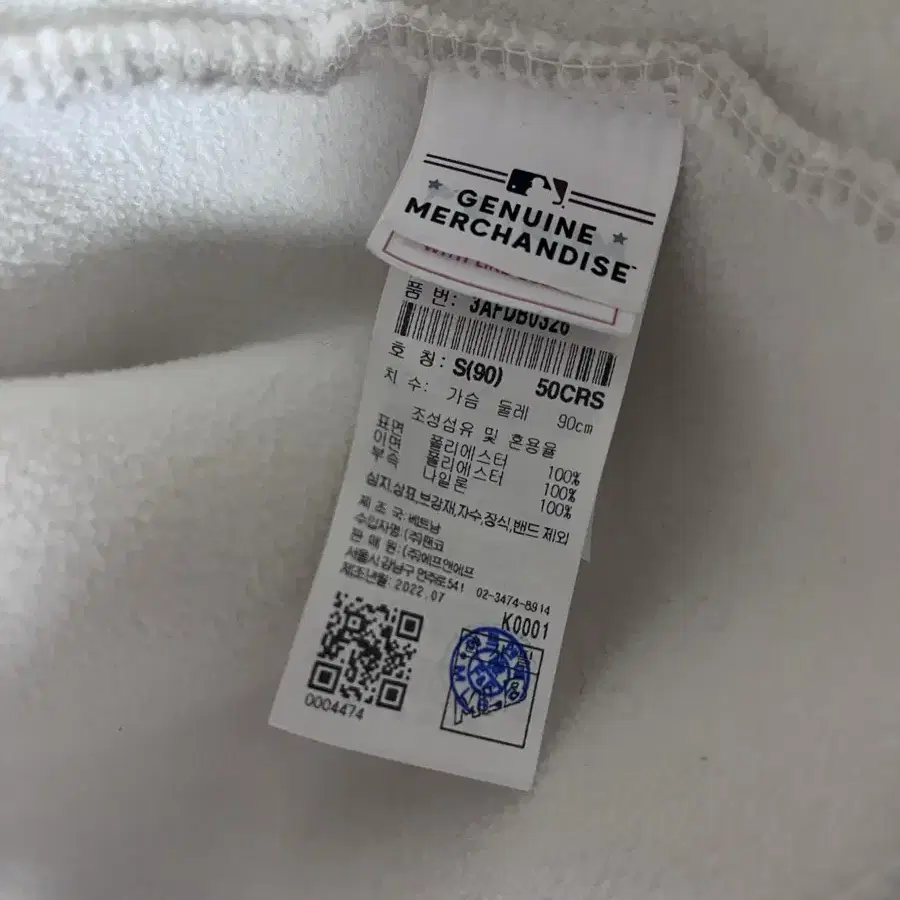 GENUINE
MERCHANDISE™
품 번: 3AFDB0326
호 칭: S(90) 50CRS
치 수: 가슴 둘레 90cm
조성섬유 및 혼용율
표면 폴리에스터 100%
이면 폴리에스터 100%
부속 나일론 100%
심지,상표,보강재,자수,장식,밴드 제외
제 조 국: 베트남
수입자명: (주)팬코
판 매 원: (주)에프앤에프
서울시 강남구 언주로541 02-3474-8914
제조년월: 2022.07
K0001
0004474